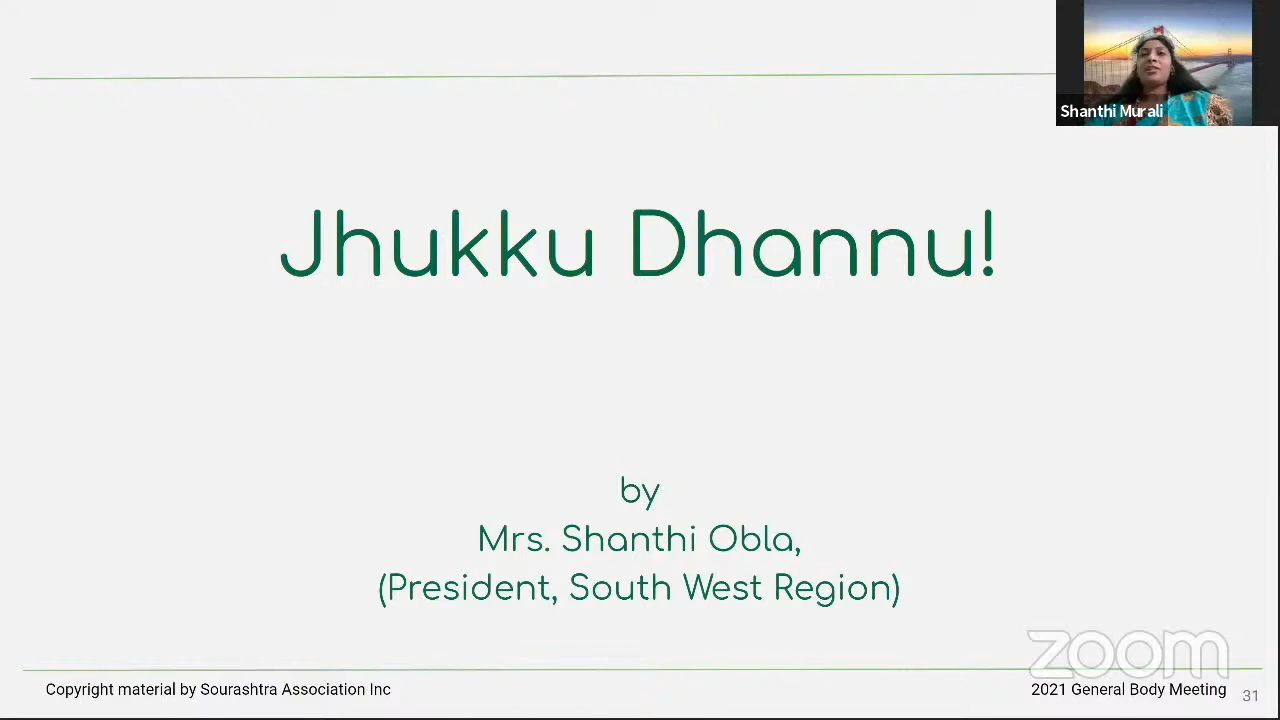 Shanthi Murali
Jhukku Dhannu!
by
Mrs. Shanthi Obla,
(President, South West Region)
zoom
Copyright material by Sourashtra Association Inc
2021 General Body Meeting
31